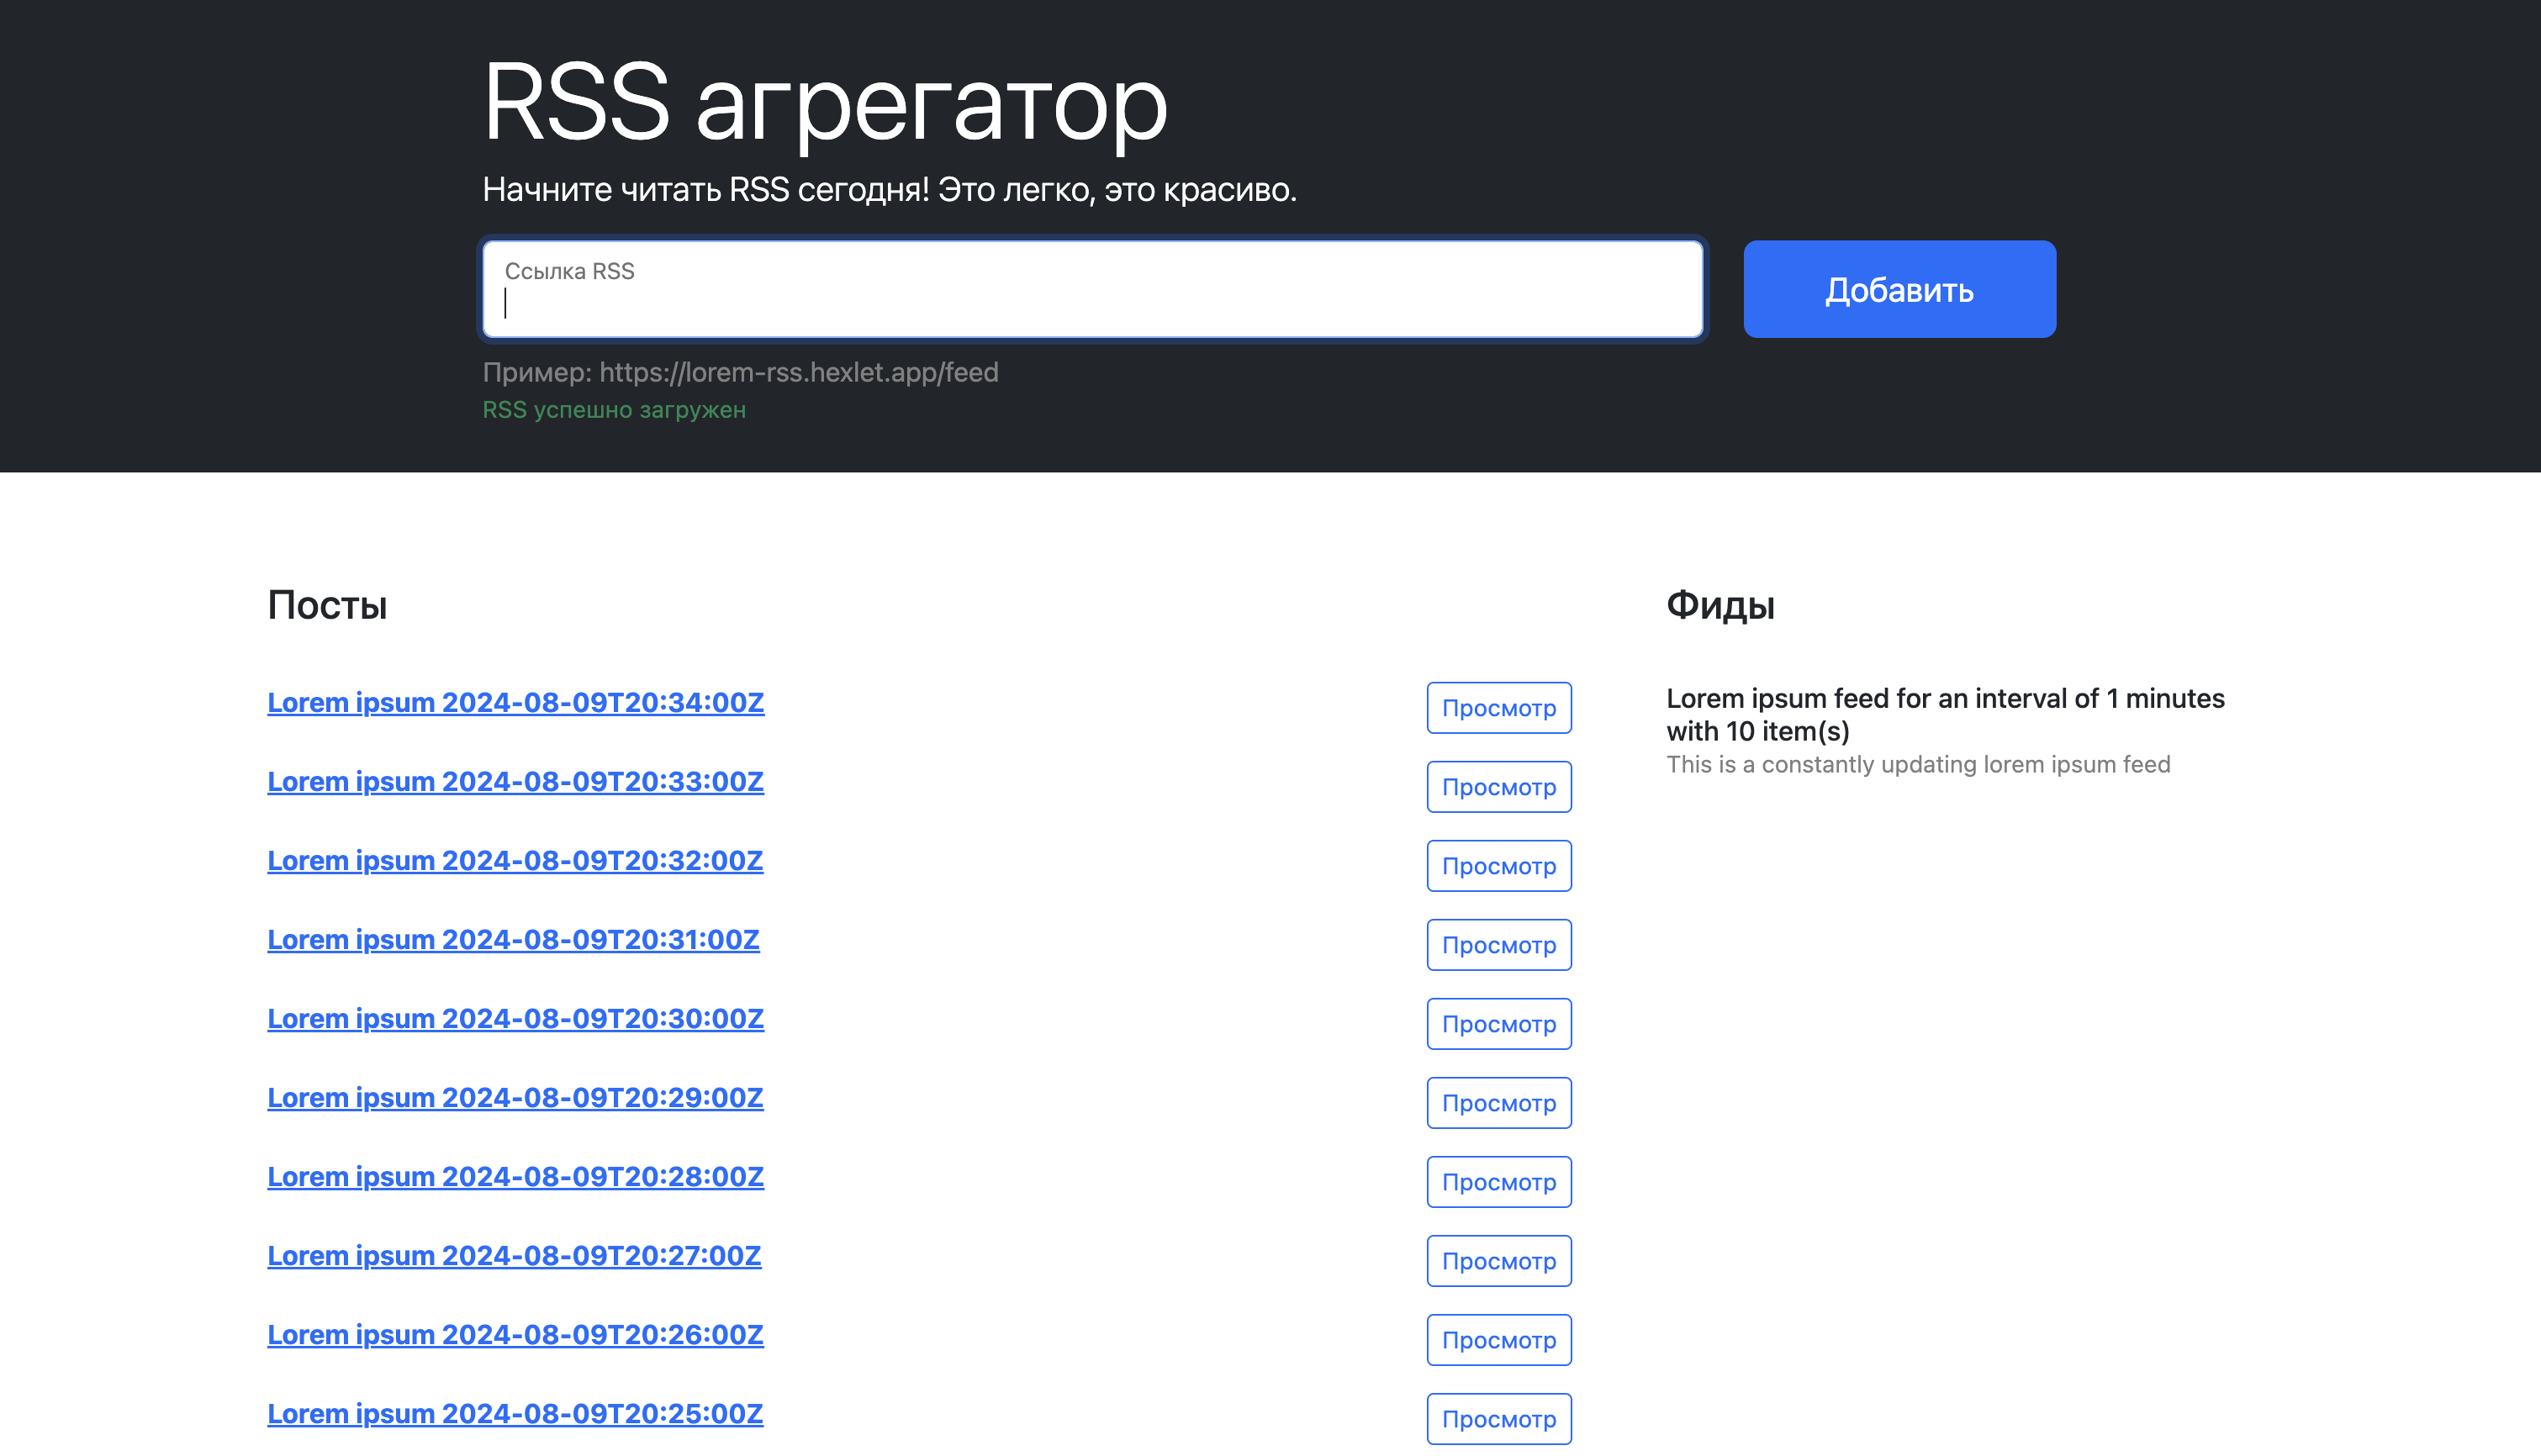 RSS агрегатор
Начните читать RSS сегодня! Это легко, это красиво.
Ссылка RSS
Добавить
Пример: https://lorem-rss.hexlet.app/feed
RSS успешно загружен
Посты
Lorem ipsum 2024-08-09T20:34:00Z
Просмотр
Lorem ipsum 2024-08-09T20:33:00Z
Просмотр
Lorem ipsum 2024-08-09T20:32:00Z
Просмотр
Lorem ipsum 2024-08-09T20:31:00Z
Просмотр
Lorem ipsum 2024-08-09T20:30:00Z
Просмотр
Lorem ipsum 2024-08-09T20:29:00Z
Просмотр
Lorem ipsum 2024-08-09T20:28:00Z
Просмотр
Lorem ipsum 2024-08-09T20:27:00Z
Просмотр
Lorem ipsum 2024-08-09T20:26:00Z
Просмотр
Lorem ipsum 2024-08-09T20:25:00Z
Просмотр
Фиды
Lorem ipsum feed for an interval of 1 minutes
with 10 item(s)
This is a constantly updating lorem ipsum feed